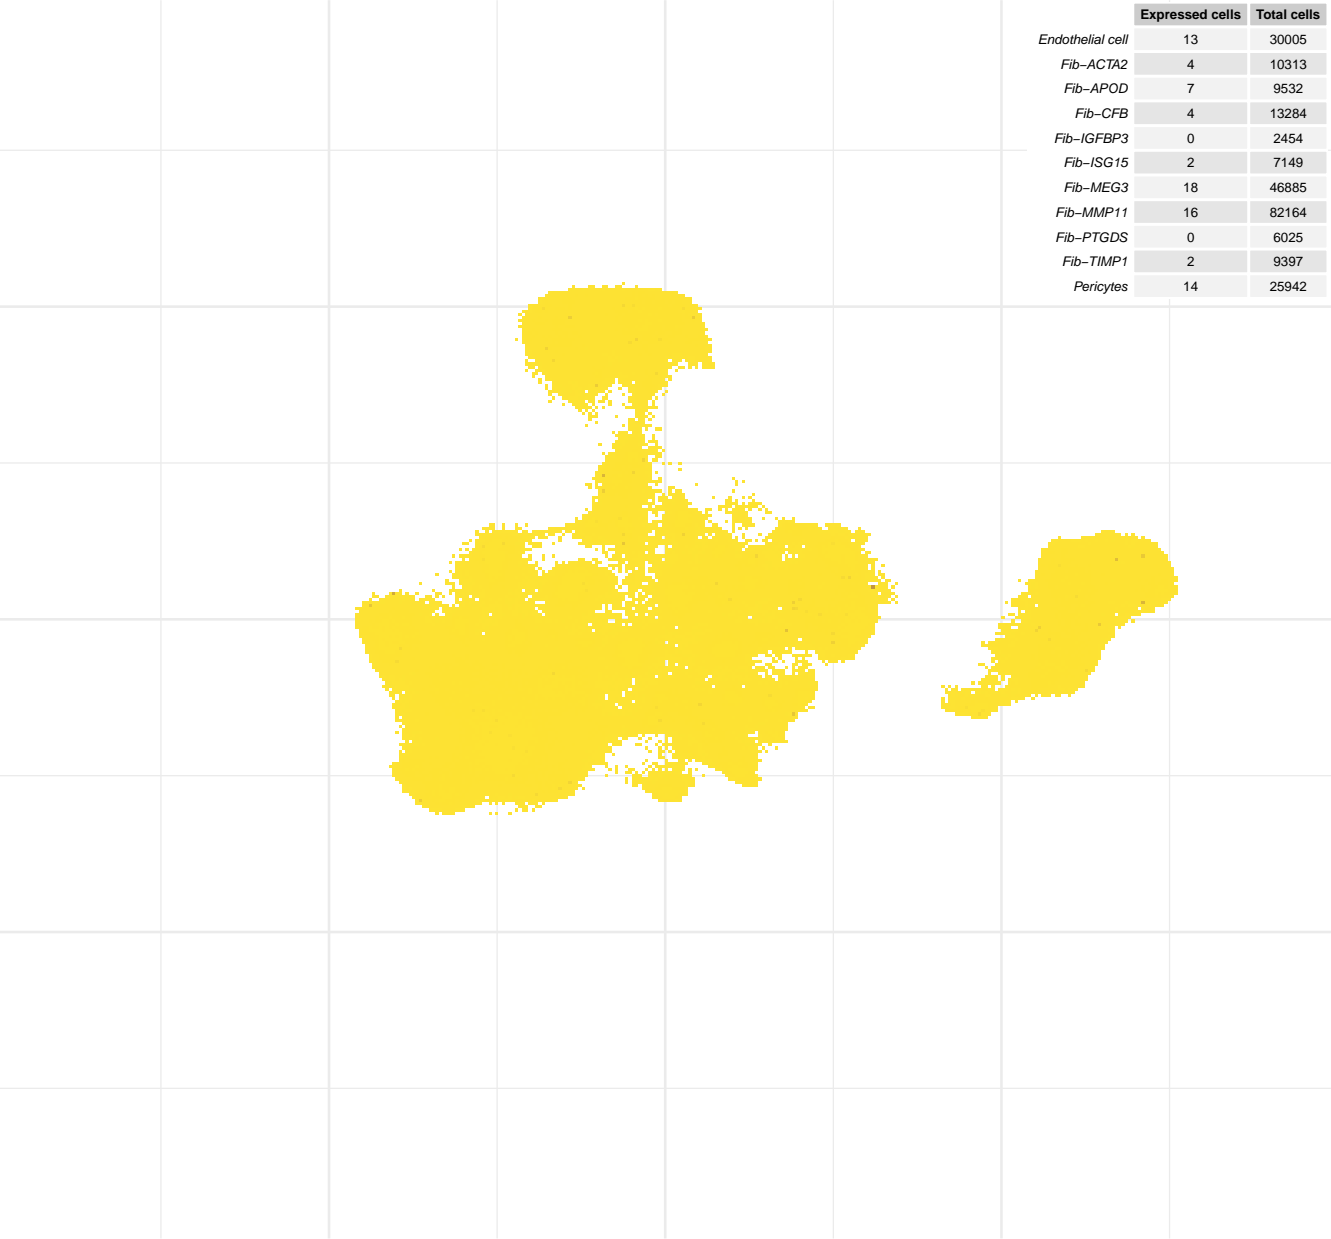 Expressed cells Total cells
Endothelial cell 13 30005
Fib−ACTA2 4 10313
Fib−APOD 7 9532
Fib−CFB 4 13284
Fib−IGFBP3 0 2454
Fib−ISG15 2 7149
Fib−MEG3 18 46885
Fib−MMP11 16 82164
Fib−PTGDS 0 6025
Fib−TIMP1 2 9397
Pericytes 14 25942